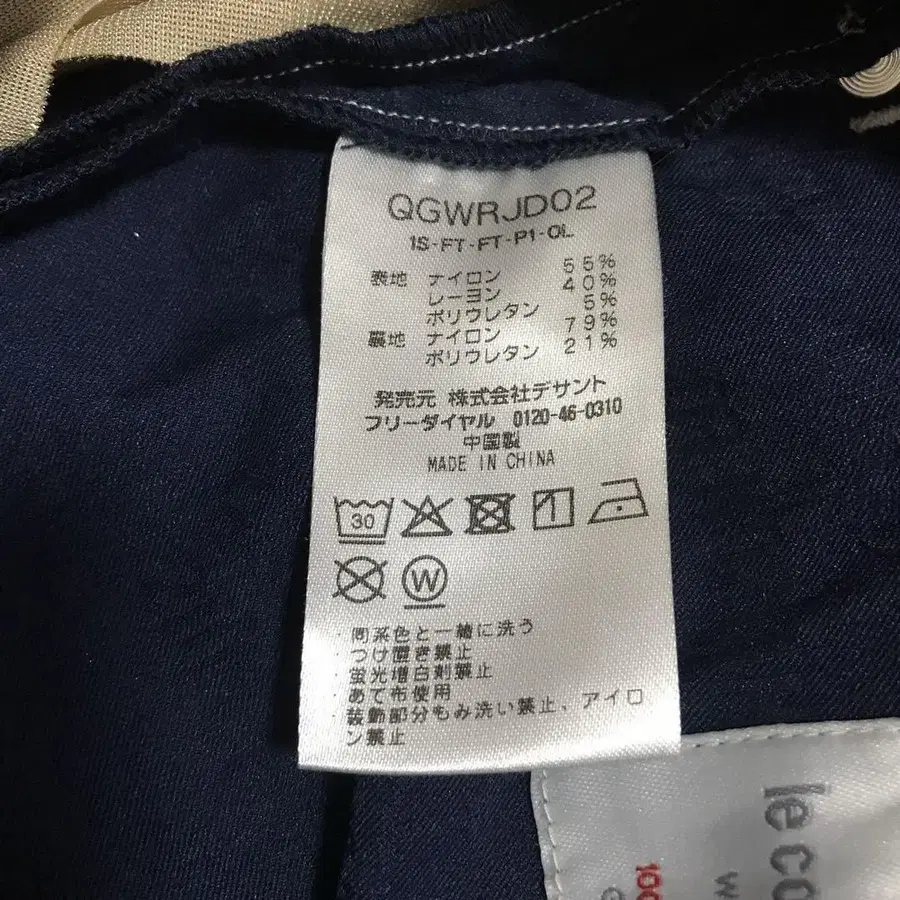 QGWRJD02
1S-FT-FT-P1-OL
表地 ナイロン 55%
レーヨン 40%
ポリウレタン 5%
裏地 ナイロン 79%
ポリウレタン 21%
発売元 株式会社デサント
フリーダイヤル 0120-46-0310
中国製
MADE IN CHINA
30
W
・同系色と一緒に洗う
・つけ置き禁止
・蛍光増白剤禁止
・あて布使用
・装飾部分もみ洗い禁止、アイロ
ン禁止
le co
100